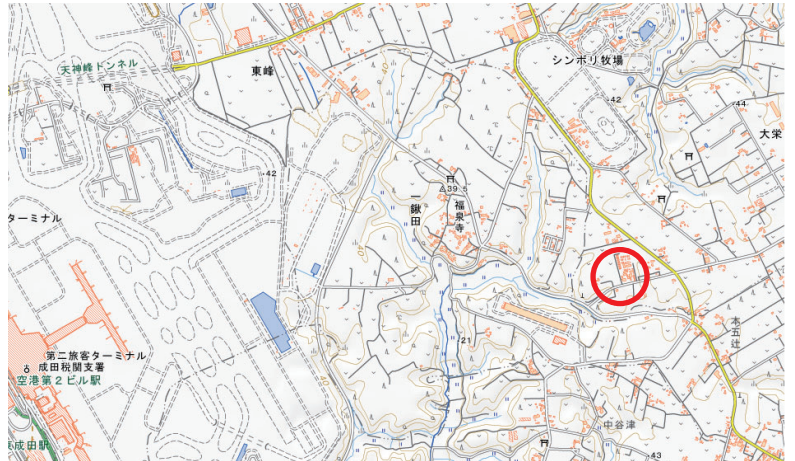 天神峰トンネル
東峰
シンボリ牧場
・42
・44
大栄
・42
△39.5
一鍬田
福泉寺
ターミナル
本五辻
・21
第二旅客ターミナル
成田税関支署
空港第2ビル駅
中谷津
成田駅
・43